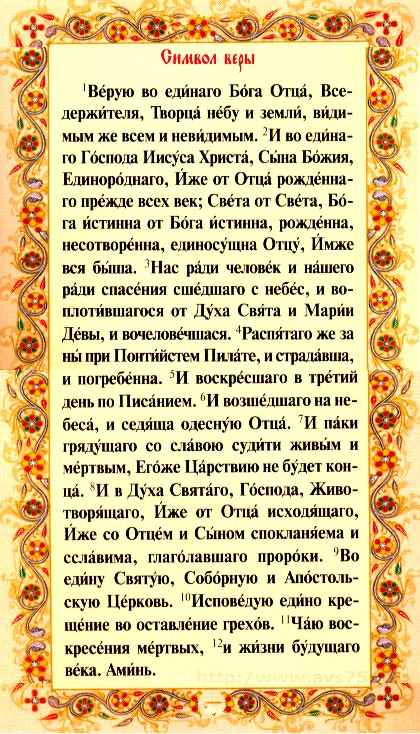 Символ веры
¹Ве́рую во еди́наго Бо́га Отца́, Все-
держи́теля, Творца́ не́бу и земли́, ви́ди-
мым же всем и неви́димым. ²И во еди́на-
го Го́спода Иису́са Христа́, Сы́на Бо́жия,
Единоро́днаго, И́же от Отца́ рожде́нна-
го пре́жде всех век; Све́та от Све́та, Бо́-
га и́стинна от Бо́га и́стинна, рожде́нна,
несотворе́нна, единосу́щна Отцу́, И́мже
вся бы́ша. ³Нас ра́ди челове́к и на́шего
ра́ди спасе́ния сше́дшаго с небе́с, и во-
плоти́вшагося от Ду́ха Свя́та и Мари́и
Де́вы, и вочелове́чшася. ⁴Распя́таго же за
ны́ при Понти́йстем Пила́те, и страда́вша,
и погребе́нна. ⁵И воскре́сшаго в тре́тий
день по Писа́нием. ⁶И возше́дшаго на не-
беса́, и седя́ща одесну́ю Отца́. ⁷И па́ки
гряду́щаго со сла́вою суди́ти живы́м и
ме́ртвым, Его́же Ца́рствию не бу́дет кон-
ца́. ⁸И в Ду́ха Свята́го, Го́спода, Живо-
творя́щаго, И́же от Отца́ исходя́щаго,
И́же со Отце́м и Сы́ном спокланя́ема и
ссла́вима, глаго́лавшаго проро́ки. ⁹Во
еди́ну Святу́ю, Собо́рную и Апо́столь-
скую Це́рковь. ¹⁰Испове́дую еди́но кре-
ще́ние во оставле́ние грехо́в. ¹¹Ча́ю вос-
кресе́ния ме́ртвых, ¹²и жи́зни бу́дущаго
ве́ка. Ами́нь.